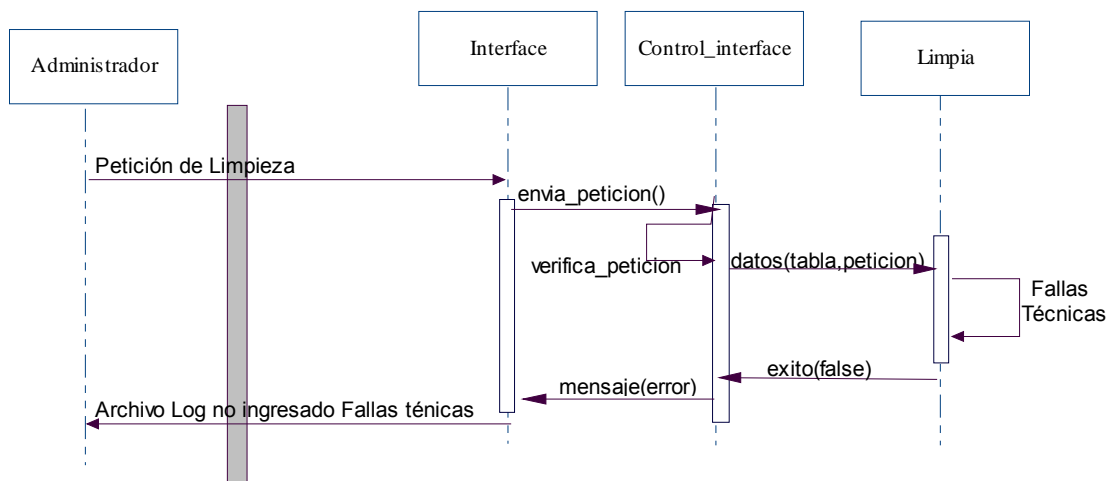 Administrador
Interface
Control_interface
Limpia
Petición de Limpieza
envia_peticion()
verifica_peticion
datos(tabla,peticion)
Fallas
Técnicas
exito(false)
mensaje(error)
Archivo Log no ingresado Fallas ténicas